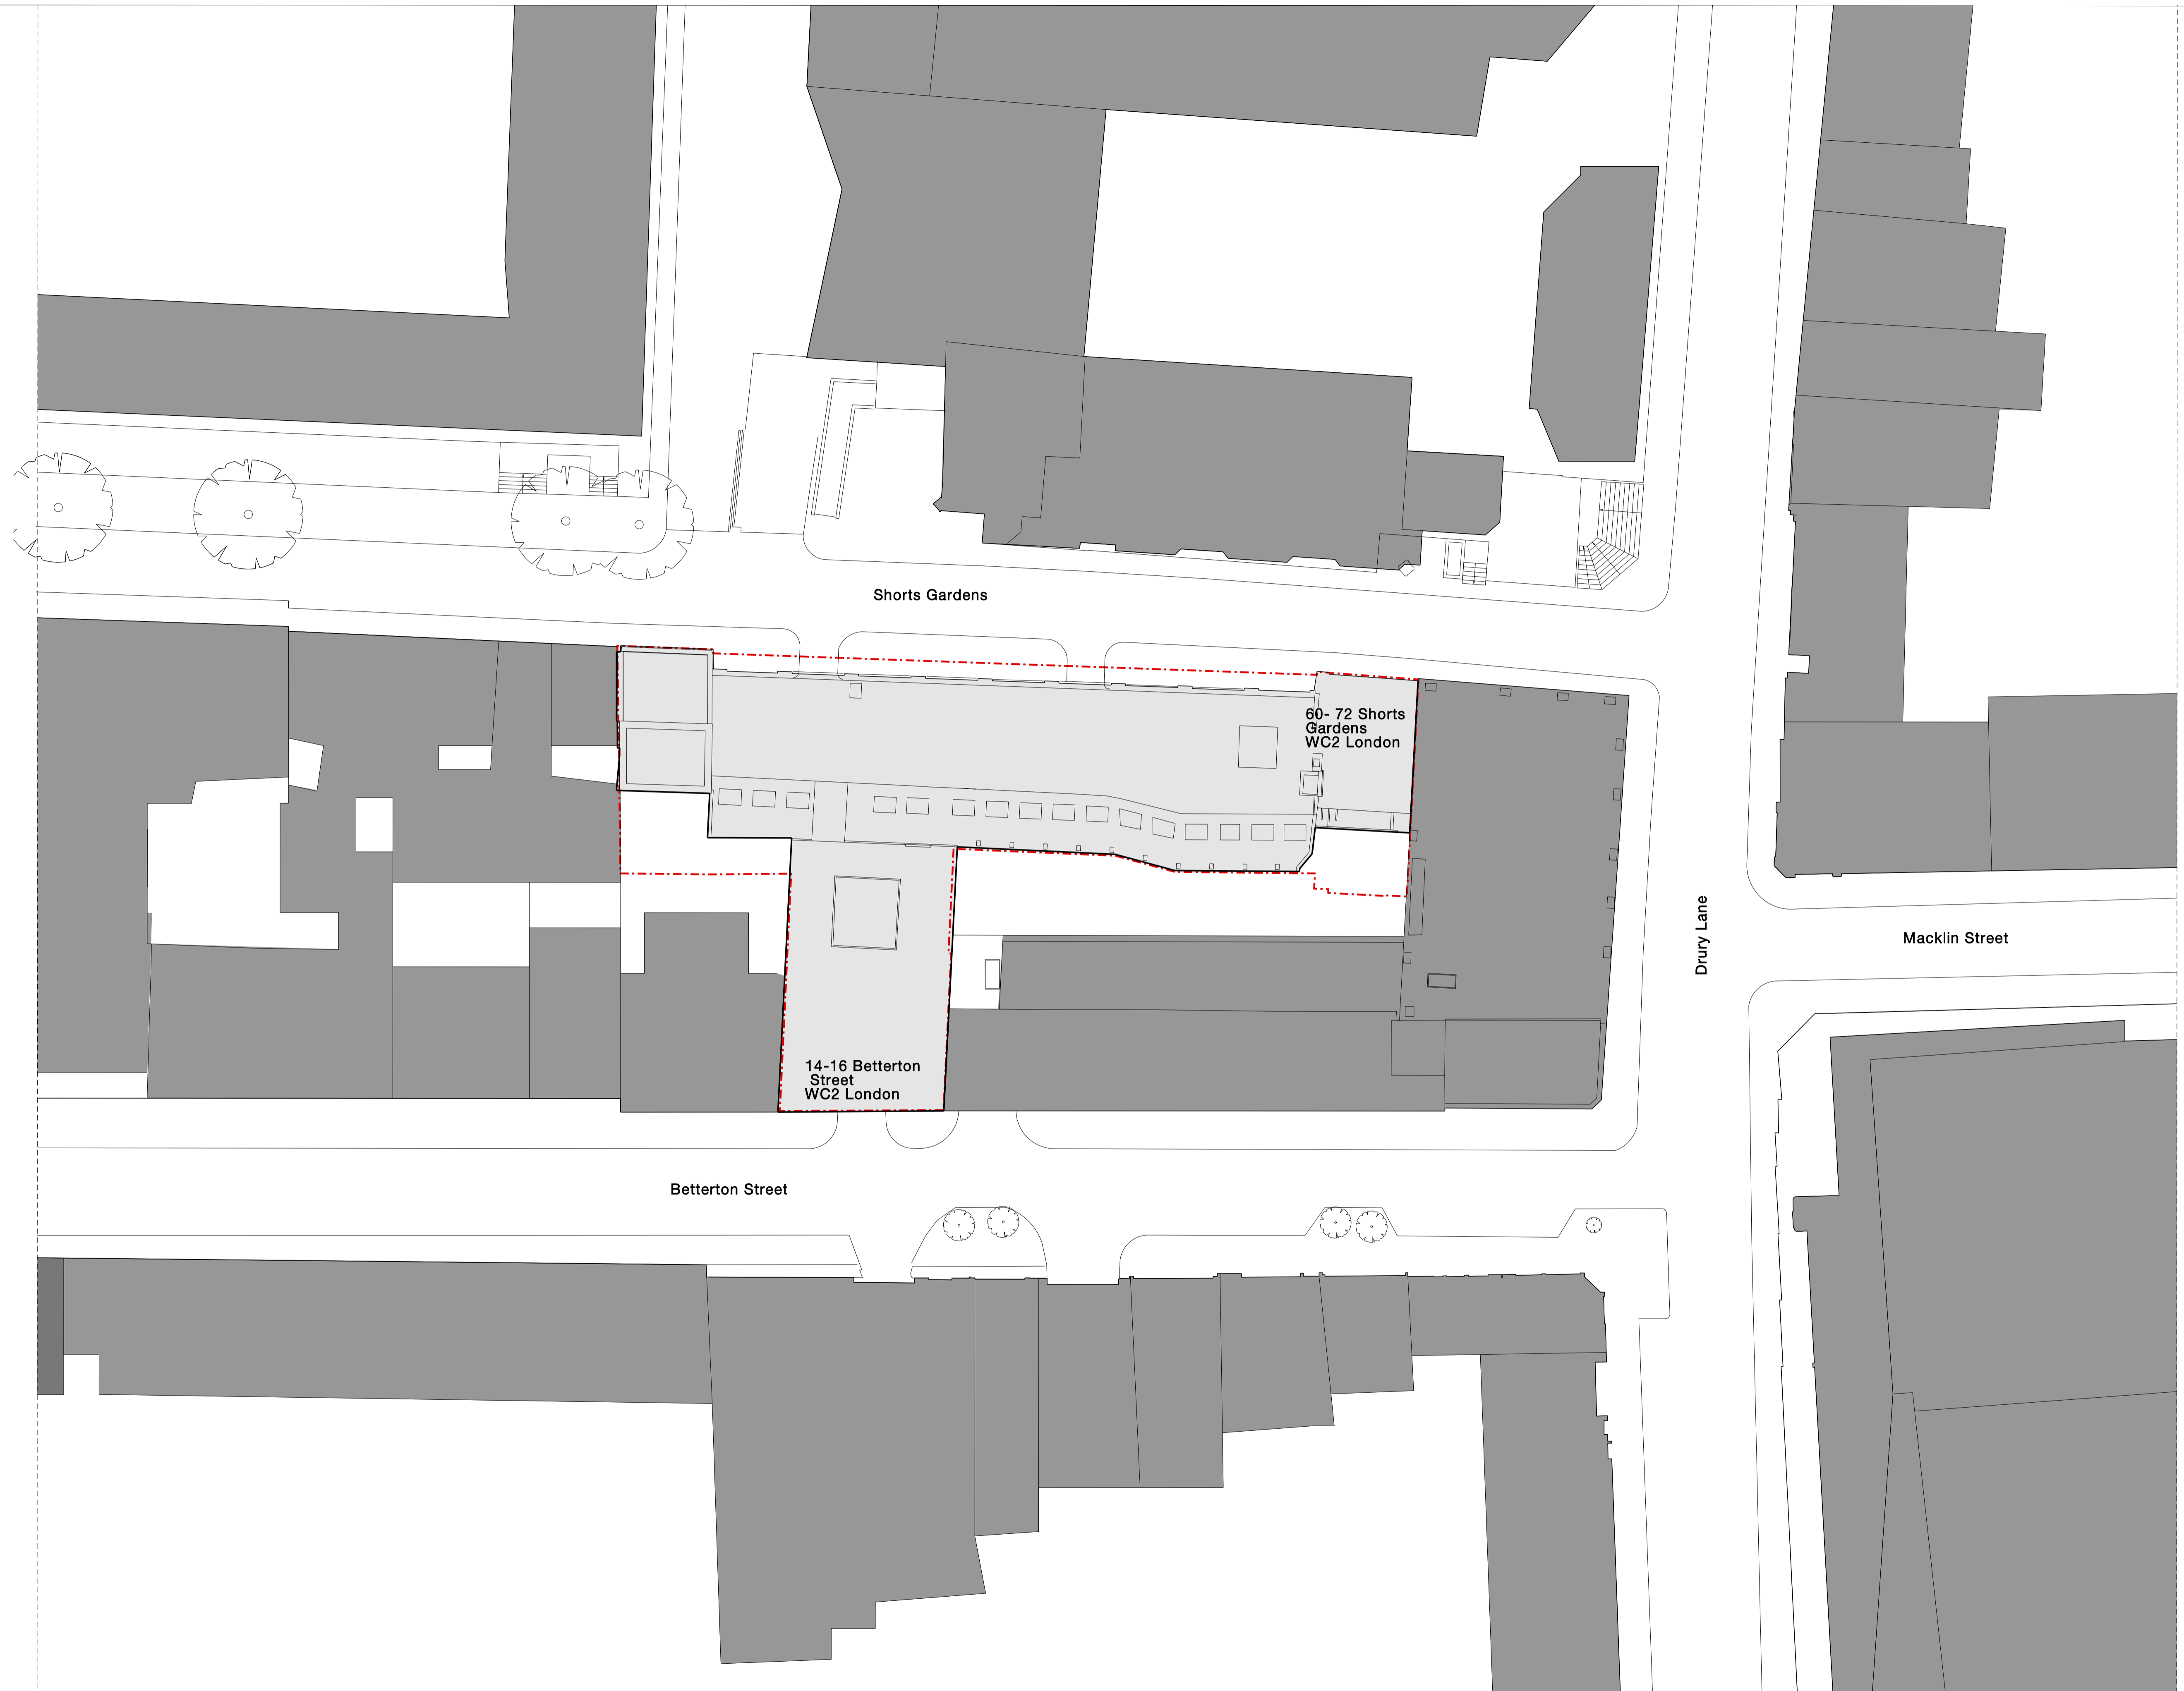 Shorts Gardens
60- 72 Shorts
Gardens
WC2 London
Drury Lane
Macklin Street
14-16 Betterton
Street
WC2 London
Betterton Street